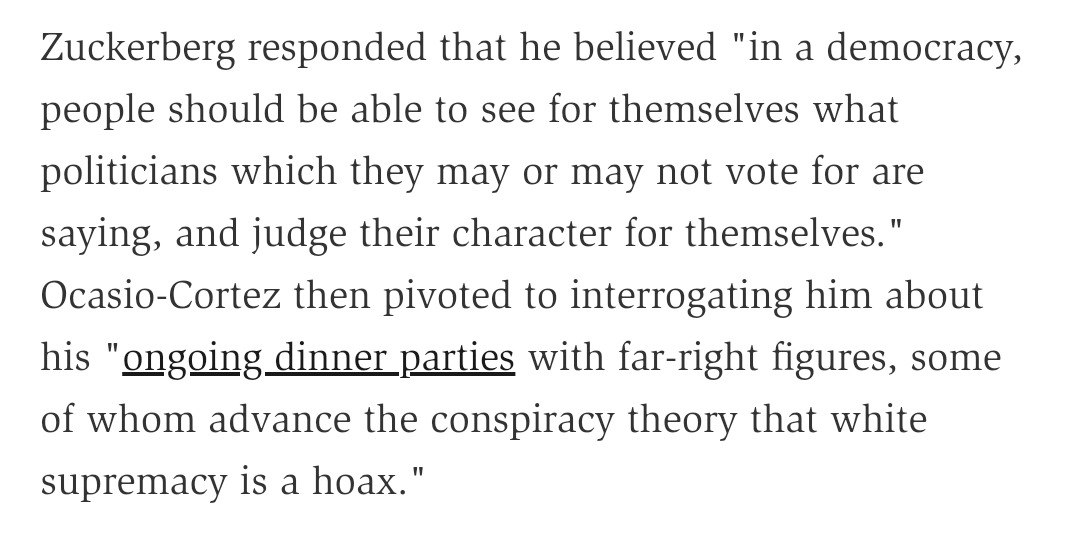 Zuckerberg responded that he believed "in a democracy,
people should be able to see for themselves what
politicians which they may or may not vote for are
saying, and judge their character for themselves."
Ocasio-Cortez then pivoted to interrogating him about
his "ongoing dinner parties with far-right figures, some
of whom advance the conspiracy theory that white
supremacy is a hoax."